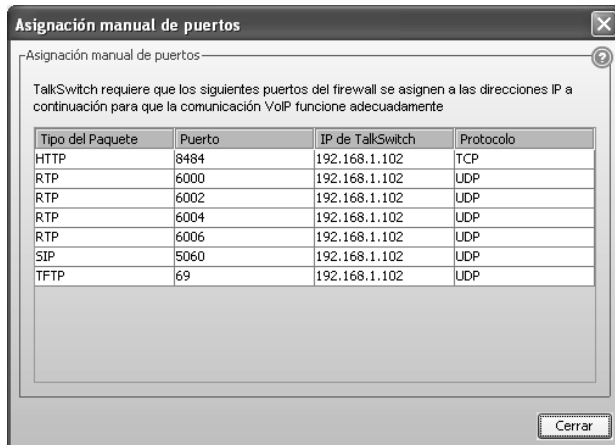 Asignación manual de puertos
Asignación manual de puertos
TalkSwitch requiere que los siguientes puertos del firewall se asignen a las direcciones IP a
continuación para que la comunicación VoIP funcione adecuadamente
Tipo del Paquete Puerto IP de TalkSwitch Protocolo
HTTP 8484 192.168.1.102 TCP
RTP 6000 192.168.1.102 UDP
RTP 6002 192.168.1.102 UDP
RTP 6004 192.168.1.102 UDP
RTP 6006 192.168.1.102 UDP
SIP 5060 192.168.1.102 UDP
TFTP 69 192.168.1.102 UDP
Cerrar